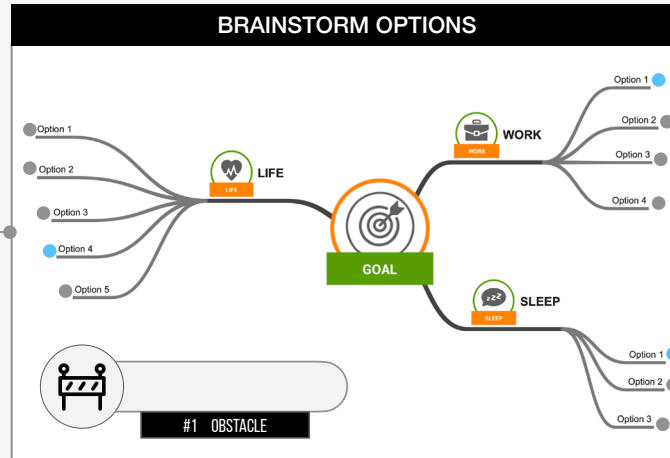 BRAINSTORM OPTIONS
Option 1
Option 2
Option 3
Option 4
Option 5
LIFE
LIFE
GOAL
WORK
WORK
Option 1
Option 2
Option 3
Option 4
zzz
SLEEP
SLEEP
Option 1
Option 2
Option 3
#1 OBSTACLE